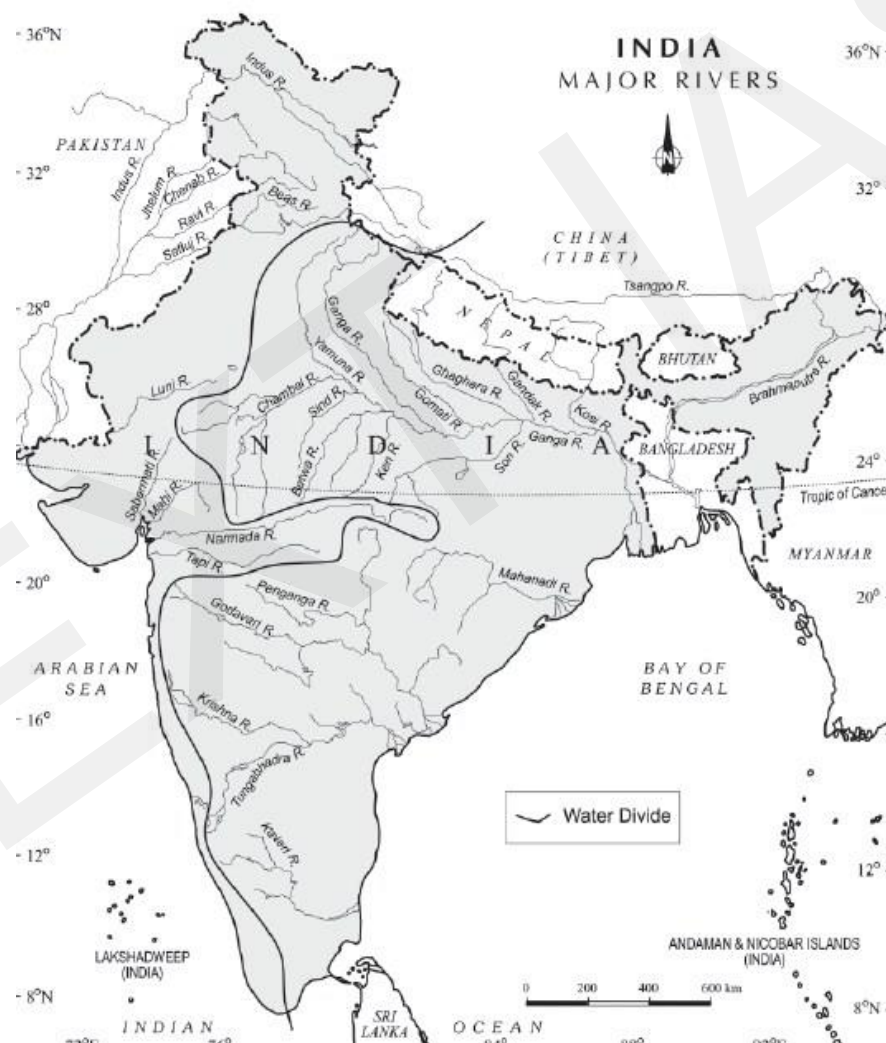 INDIA
MAJOR RIVERS
36°N
36°N
N
Indus R.
PAKISTAN
Indus R.
Jhelum R.
Chenab R.
Beas R.
Ravi R.
Satluj R.
32°
32°
CHINA
(TIBET)
Tsangpo R.
28°
28°
NEPAL
BHUTAN
Brahmaputra R.
Ganga R.
Yamuna R.
Ghaghara R.
Gandak R.
Gomati R.
Kosi R.
Luni R.
Chambal R.
Sind R.
Betwa R.
Ken R.
Son R.
Ganga R.
INDIA
BANGLADESH
24°
24°
Tropic of Cance
Sabarmati R.
Mahi R.
Narmada R.
Tapi R.
MYANMAR
20°
20°
Mahanadi R.
Penganga R.
Godavari R.
ARABIAN
SEA
BAY OF
BENGAL
16°
Krishna R.
Tungabhadra R.
Water Divide
Kaveri R.
12°
12°
LAKSHADWEEP
(INDIA)
ANDAMAN & NICOBAR ISLANDS
(INDIA)
0 200 400 600 km
8°N
8°N
SRI
LANKA
INDIAN OCEAN